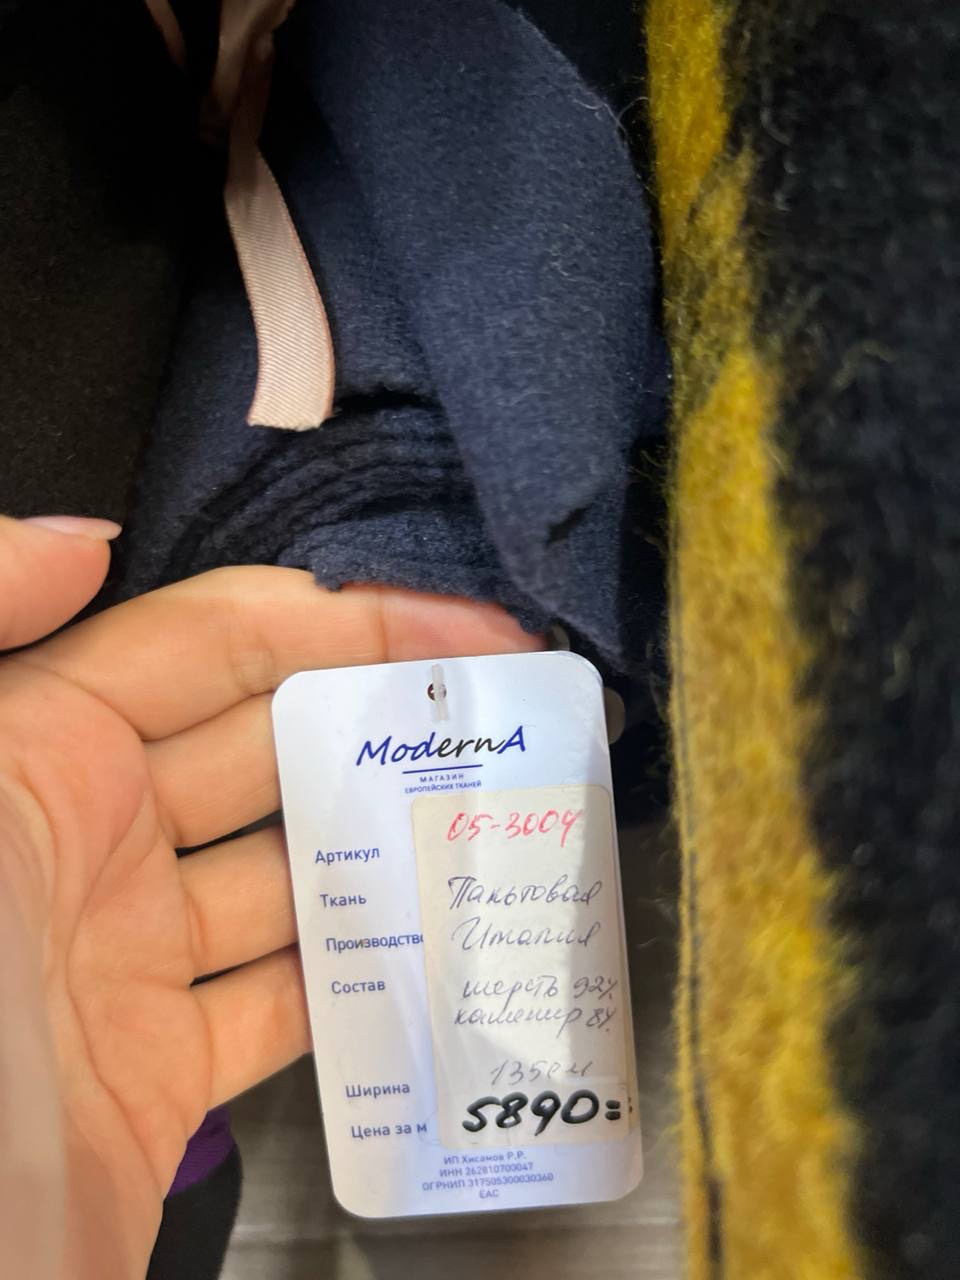 ModernA
МАГАЗИН
ЕВРОПЕЙСКИХ ТКАНЕЙ
Артикул 05-3004
Ткань Пальтовая
Производство Италия
Состав шерсть 92%
кашемир 8%
Ширина 135см
Цена за м 5890=
ИП Хисамов Р.Р.
ИНН 262810700047
ОГРНИП 317505300030360
ЕАС